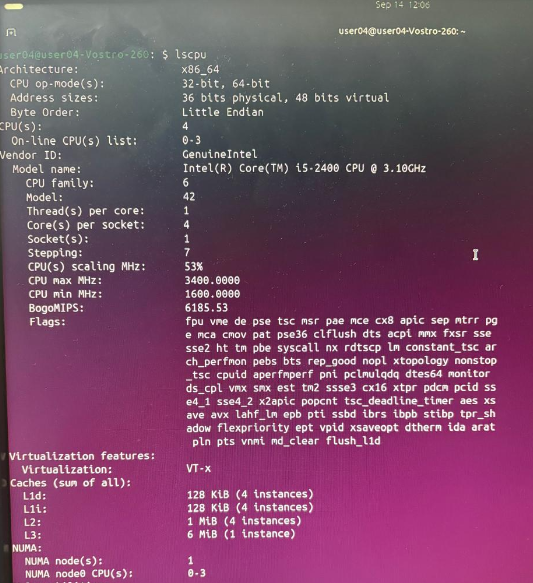 Sep 14 12:06
user04@user04-Vostro-260: ~
user04@user04-Vostro-260: $ lscpu
Architecture: x86_64
CPU op-mode(s): 32-bit, 64-bit
Address sizes: 36 bits physical, 48 bits virtual
Byte Order: Little Endian
CPU(s): 4
On-line CPU(s) list: 0-3
Vendor ID: GenuineIntel
Model name: Intel(R) Core(TM) i5-2400 CPU @ 3.10GHz
CPU family: 6
Model: 42
Thread(s) per core: 1
Core(s) per socket: 4
Socket(s): 1
Stepping: 7
CPU(s) scaling MHz: 53%
CPU max MHz: 3400.0000
CPU min MHz: 1600.0000
BogoMIPS: 6185.53
Flags: fpu vme de pse tsc msr pae mce cx8 apic sep mtrr pg
e mca cmov pat pse36 clflush dts acpi mmx fxsr sse
sse2 ht tm pbe syscall nx rdtscp lm constant_tsc ar
ch_perfmon pebs bts rep_good nopl xtopology nonstop
_tsc cpuid aperfmperf pni pclmulqdq dtes64 monitor
ds_cpl vmx smx est tm2 ssse3 cx16 xtpr pdcm pcid ss
e4_1 sse4_2 x2apic popcnt tsc_deadline_timer aes xs
ave avx lahf_lm epb pti ssbd ibrs ibpb stibp tpr_sh
adow flexpriority ept vpid xsaveopt dtherm ida arat
pln pts vnmi md_clear flush_l1d
Virtualization features:
Virtualization: VT-x
Caches (sum of all):
L1d: 128 KiB (4 instances)
L1i: 128 KiB (4 instances)
L2: 1 MiB (4 instances)
L3: 6 MiB (1 instance)
NUMA:
NUMA node(s): 1
NUMA node0 CPU(s): 0-3